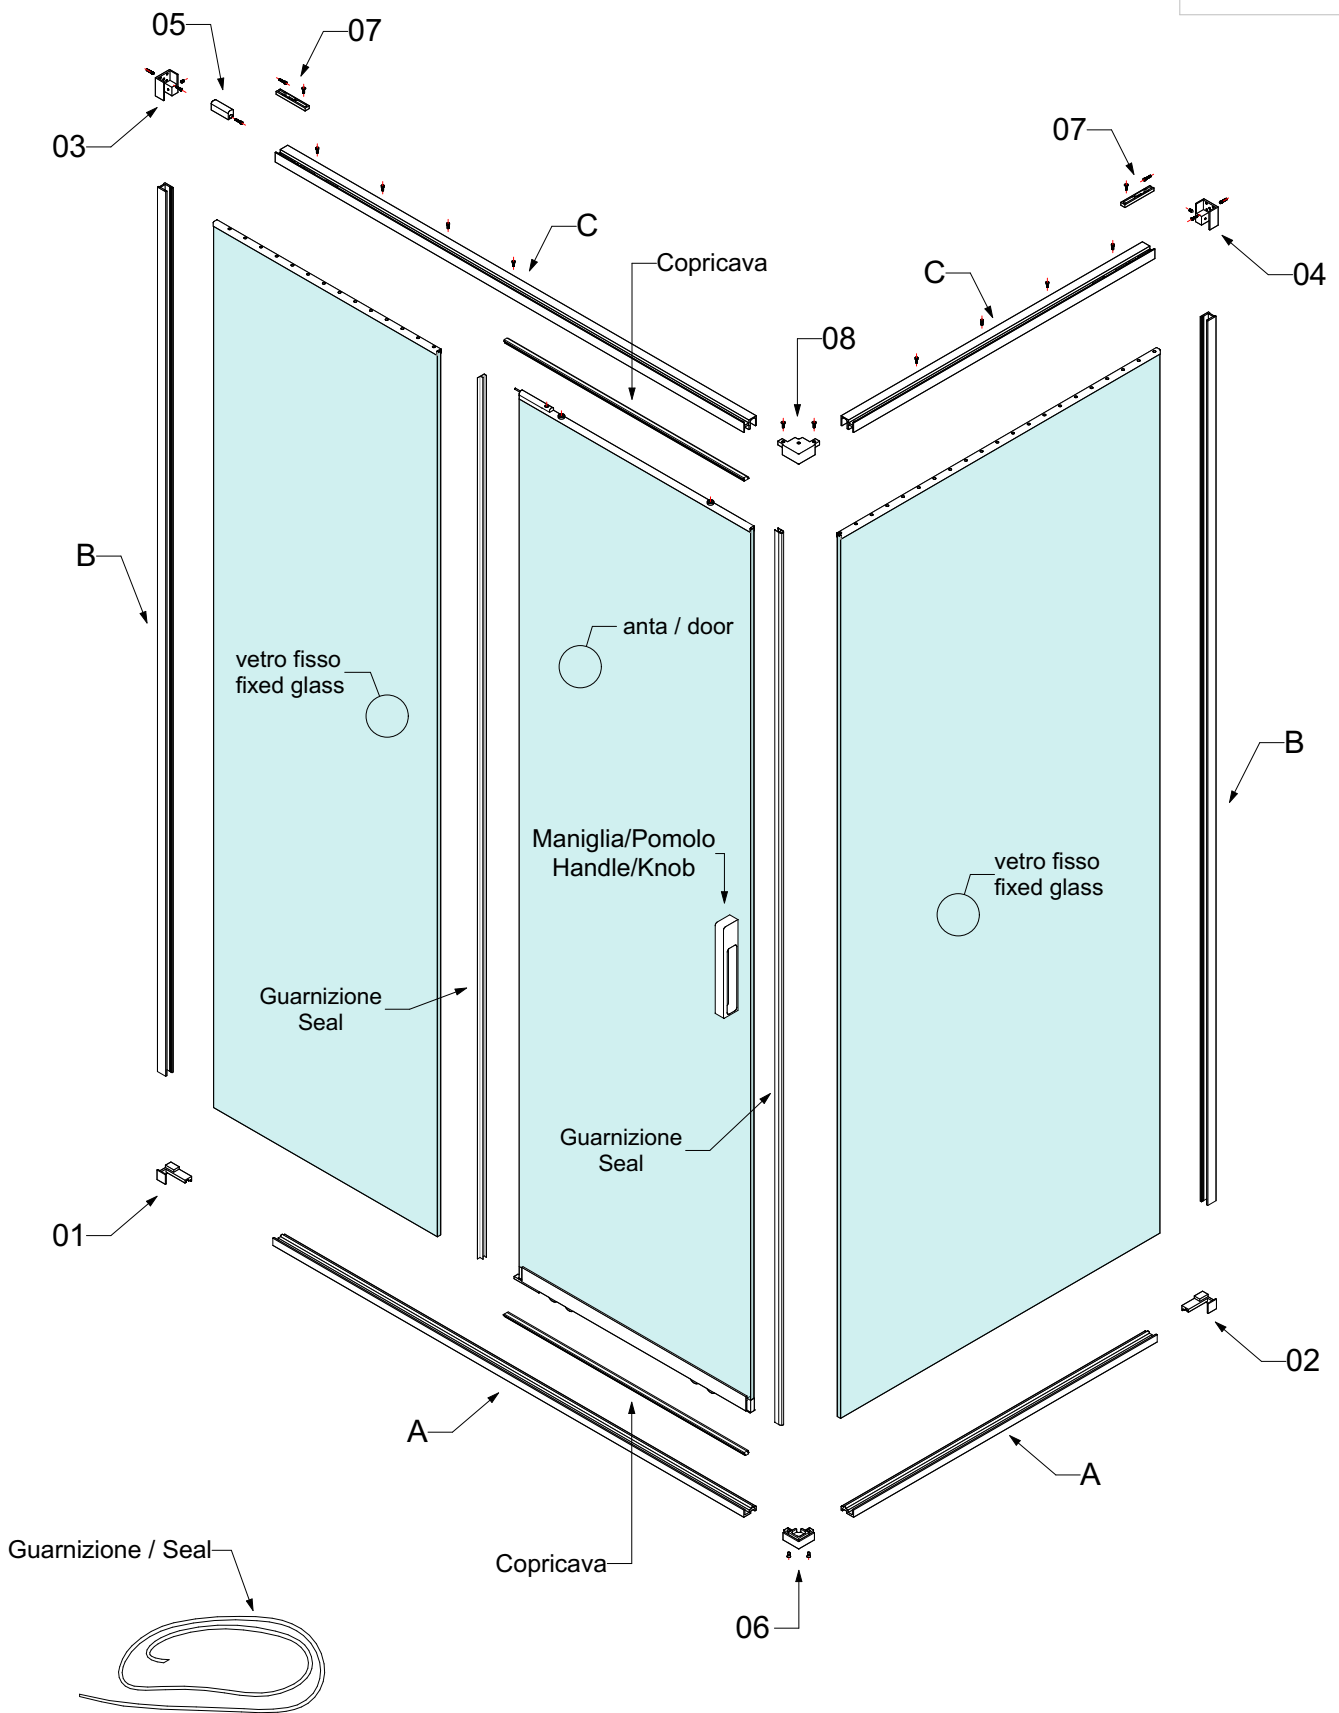 05
07
03
07
C
Copricava
C
04
08
B
anta / door
vetro fisso
fixed glass
B
Maniglia/Pomolo
Handle/Knob
vetro fisso
fixed glass
Guarnizione
Seal
Guarnizione
Seal
01
02
A
A
Guarnizione / Seal
Copricava
06